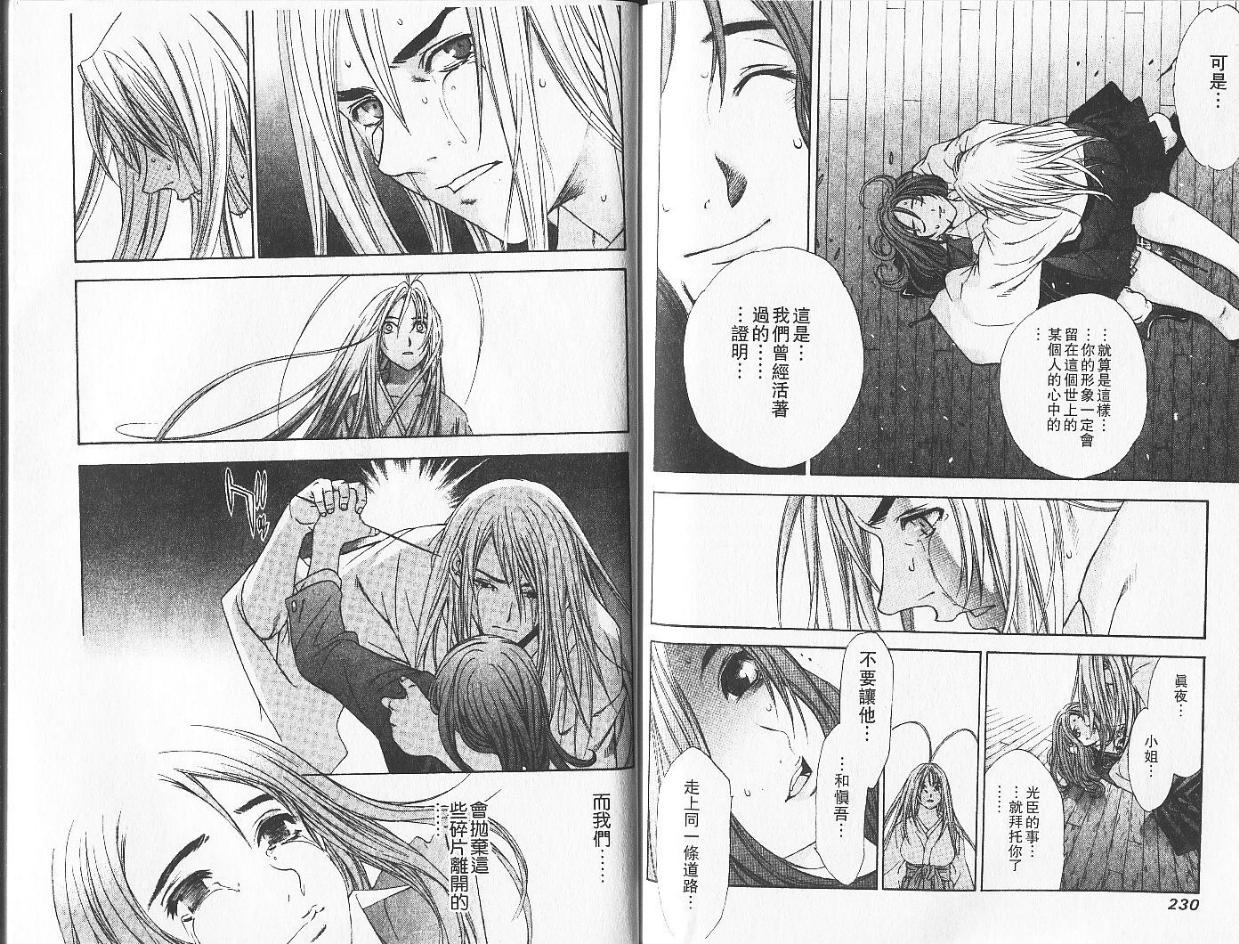 可是…
…就算是這樣…
…你的形象一定會
留在這個世上的
某個人的心中的
…
這是…
我們曾經活著
過的……
…證明…
眞夜…
小姐…
光臣的事…
…就拜托你了
……
不要讓他…
…和愼吾…
走上同一條道路…
而我們……
會拋棄這
些碎片離開的
……
230